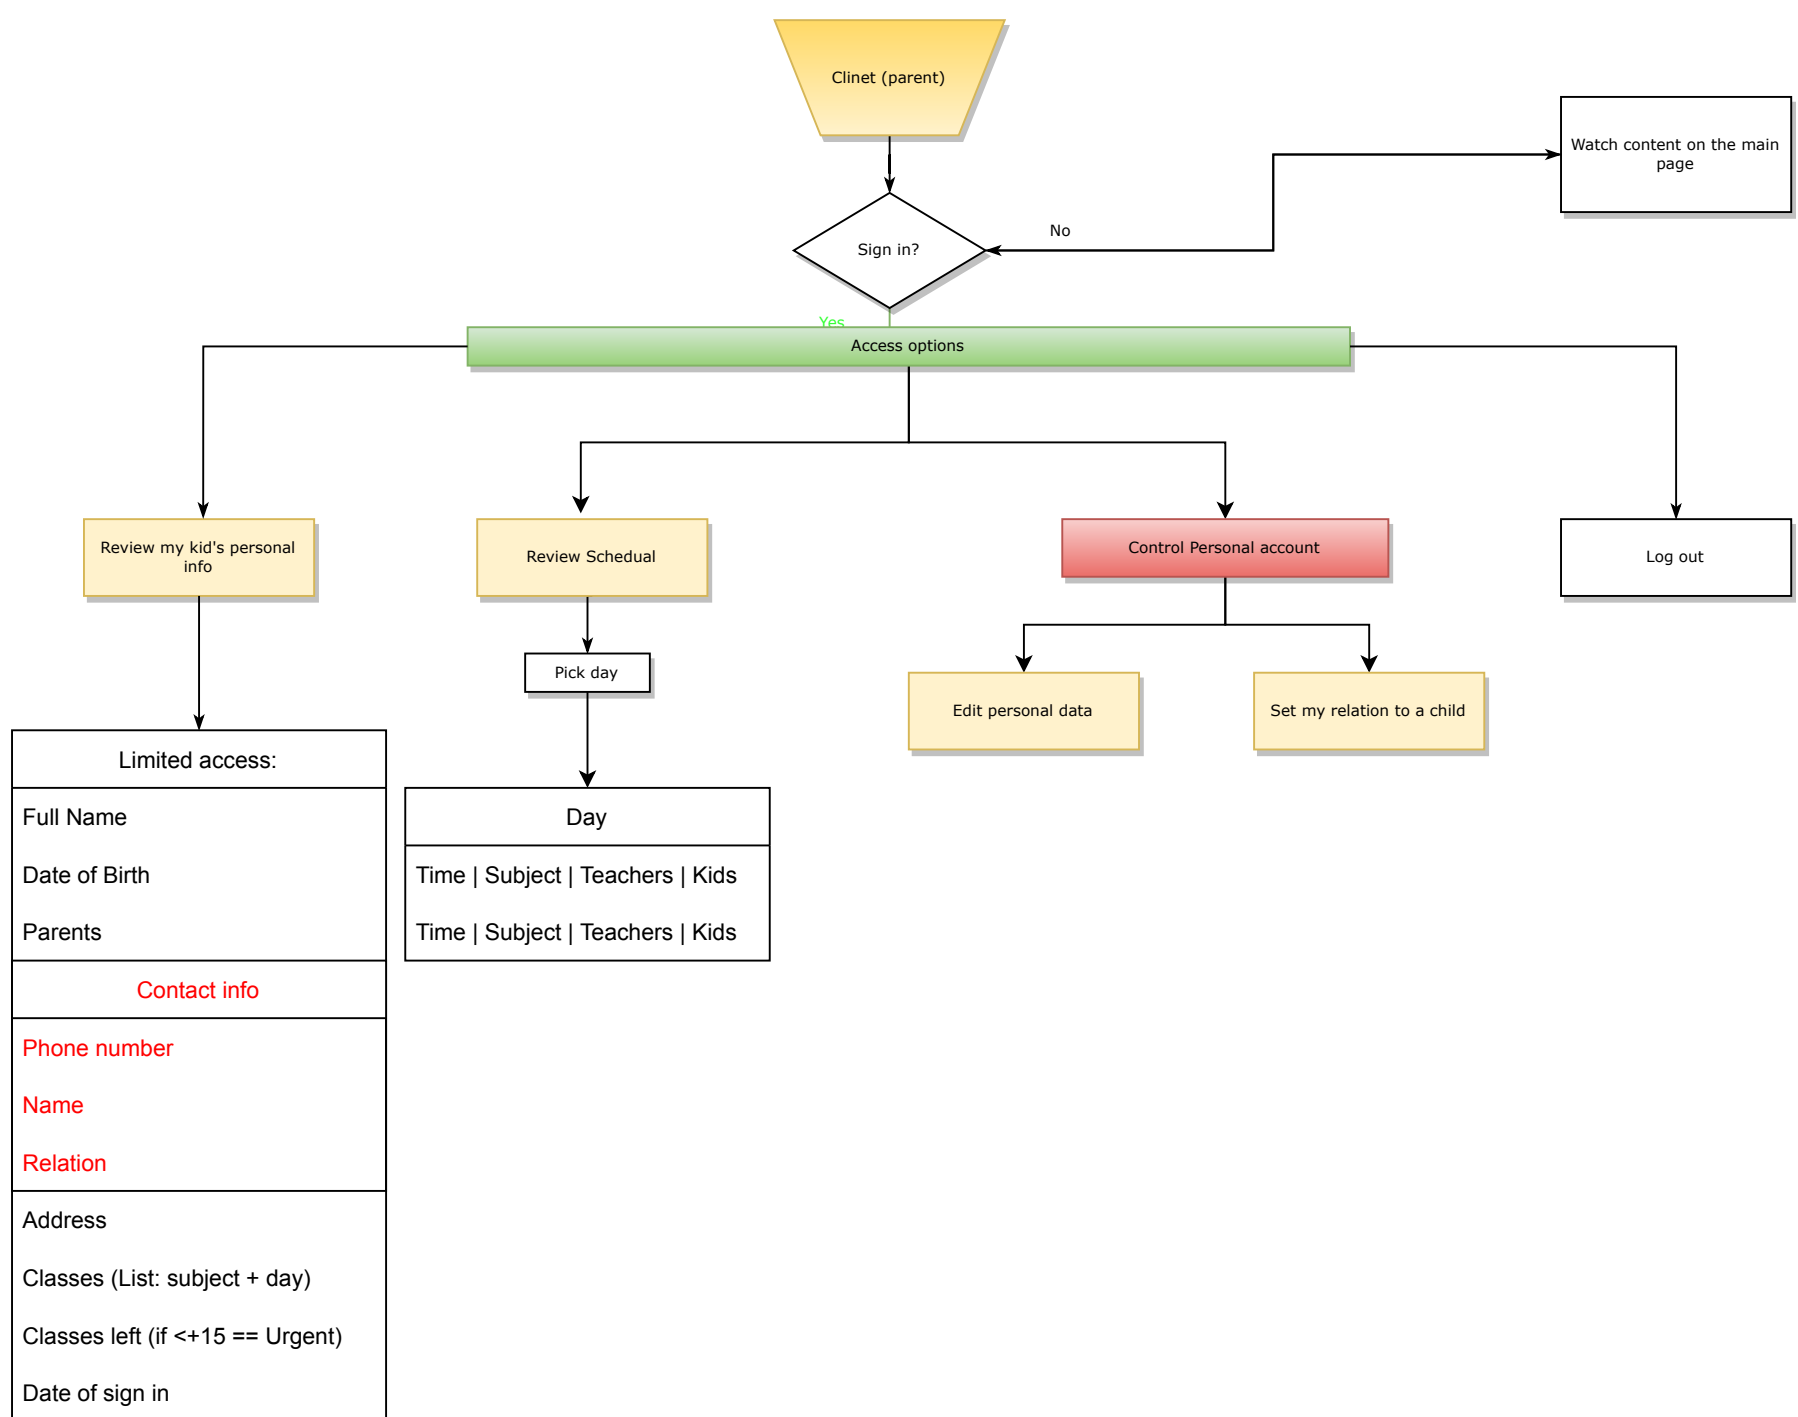 Clinet (parent)
Watch content on the main
page
No
Sign in?
Yes
Access options
Review my kid's personal
info
Review Schedual
Control Personal account
Log out
Pick day
Edit personal data
Set my relation to a child
Limited access:
Full Name
Date of Birth
Parents
Contact info
Phone number
Name
Relation
Address
Classes (List: subject + day)
Classes left (if <+15 == Urgent)
Date of sign in
Day
Time | Subject | Teachers | Kids
Time | Subject | Teachers | Kids